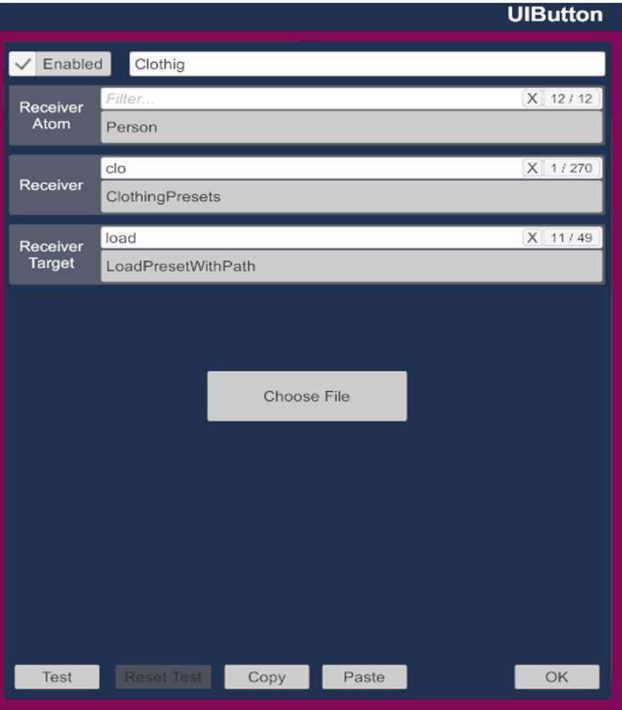 UIButton
Enabled
Clothig
Receiver
Atom
Filter...
X 12 / 12
Person
Receiver
clo
X 1 / 270
ClothingPresets
Receiver
Target
load
X 11 / 49
LoadPresetWithPath
Choose File
Test
Reset Test
Copy
Paste
OK